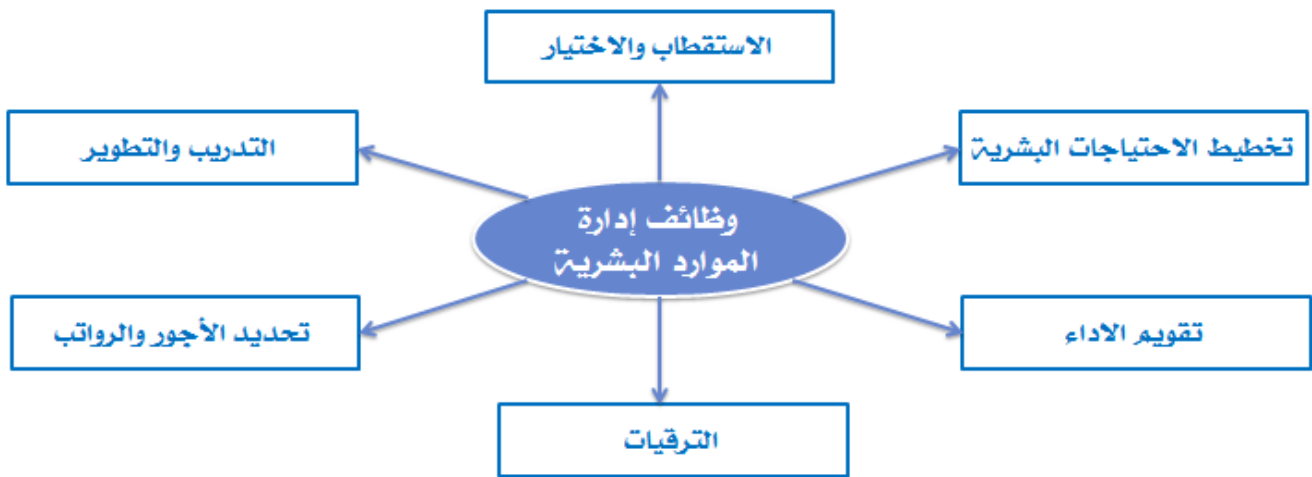 الاستقطاب والاختيار
تخطيط الاحتياجات البشرية
التدريب والتطوير
وظائف إدارة
الموارد البشرية
تقويم الاداء
تحديد الأجور والرواتب
الترقيات